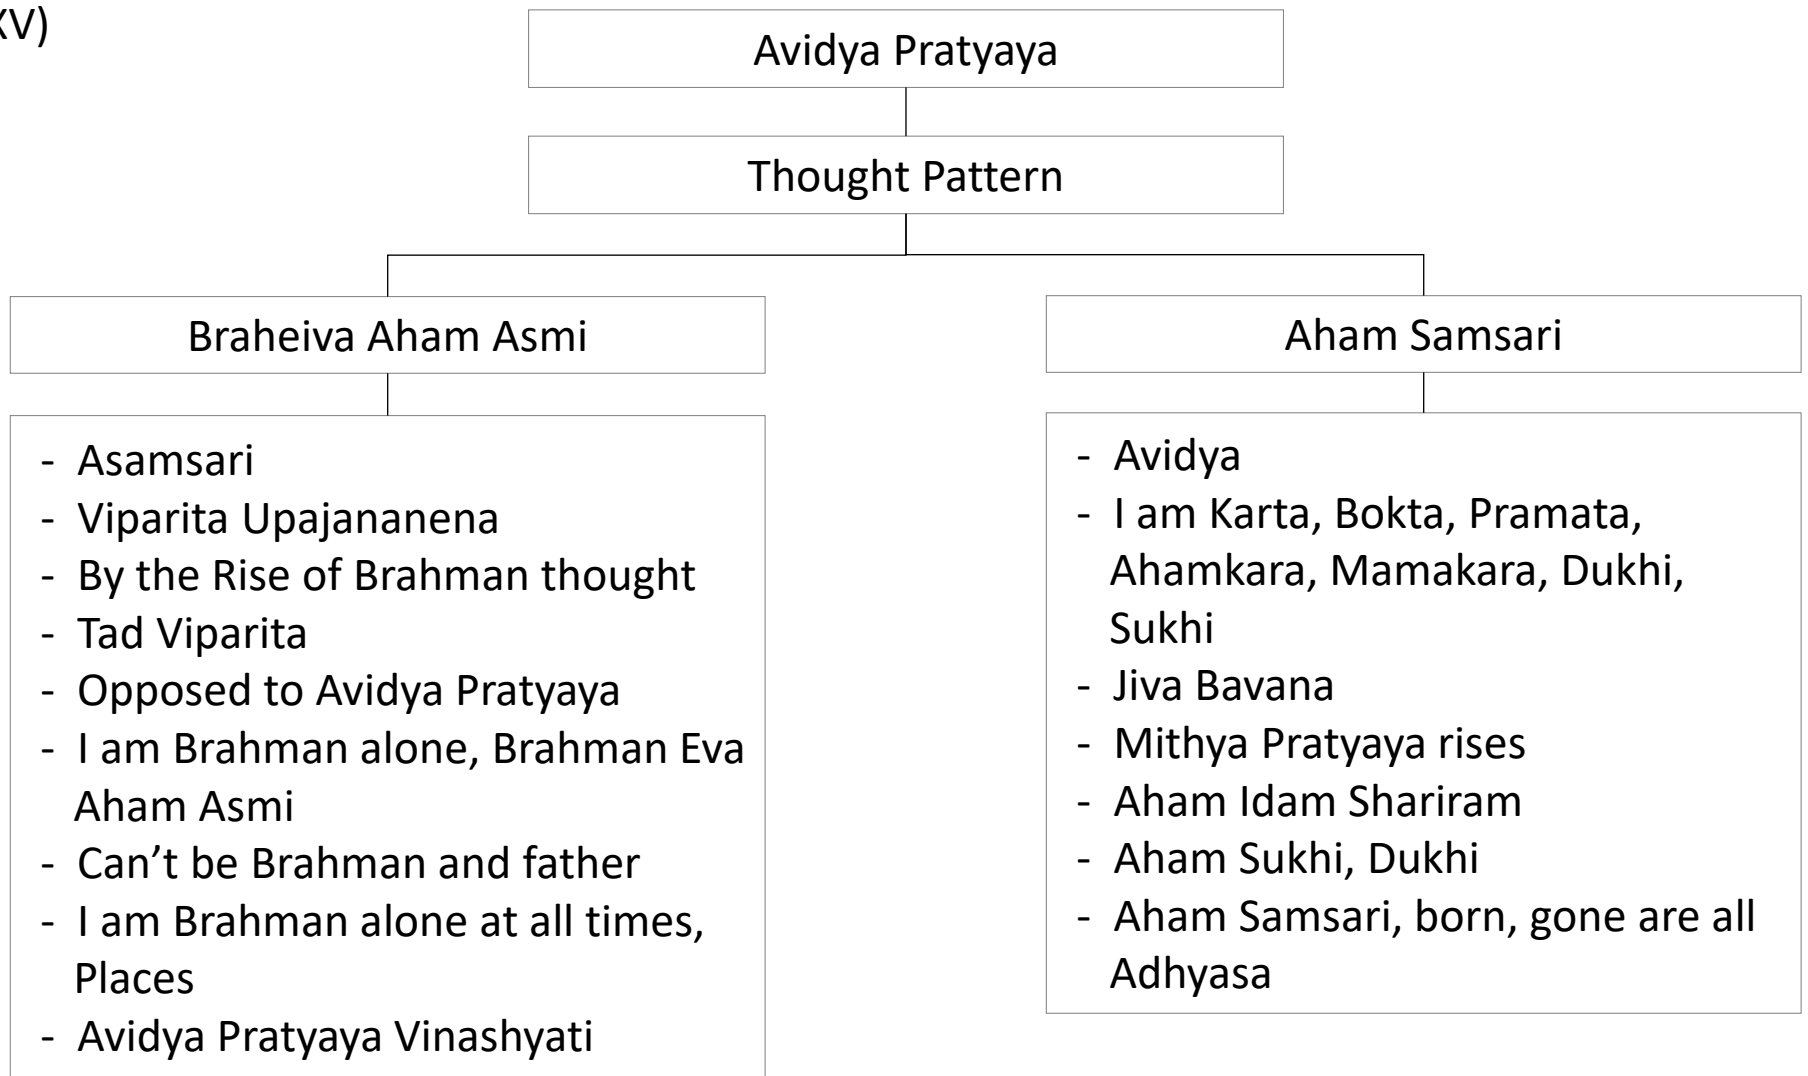 XV)
Avidya Pratyaya
Thought Pattern
Braheiva Aham Asmi
- Asamsari
- Viparita Upajananena
- By the Rise of Brahman thought
- Tad Viparita
- Opposed to Avidya Pratyaya
- I am Brahman alone, Brahman Eva
Aham Asmi
- Can’t be Brahman and father
- I am Brahman alone at all times,
Places
- Avidya Pratyaya Vinashyati
Aham Samsari
- Avidya
- I am Karta, Bokta, Pramata,
Ahamkara, Mamakara, Dukhi,
Sukhi
- Jiva Bavana
- Mithya Pratyaya rises
- Aham Idam Shariram
- Aham Sukhi, Dukhi
- Aham Samsari, born, gone are all
Adhyasa